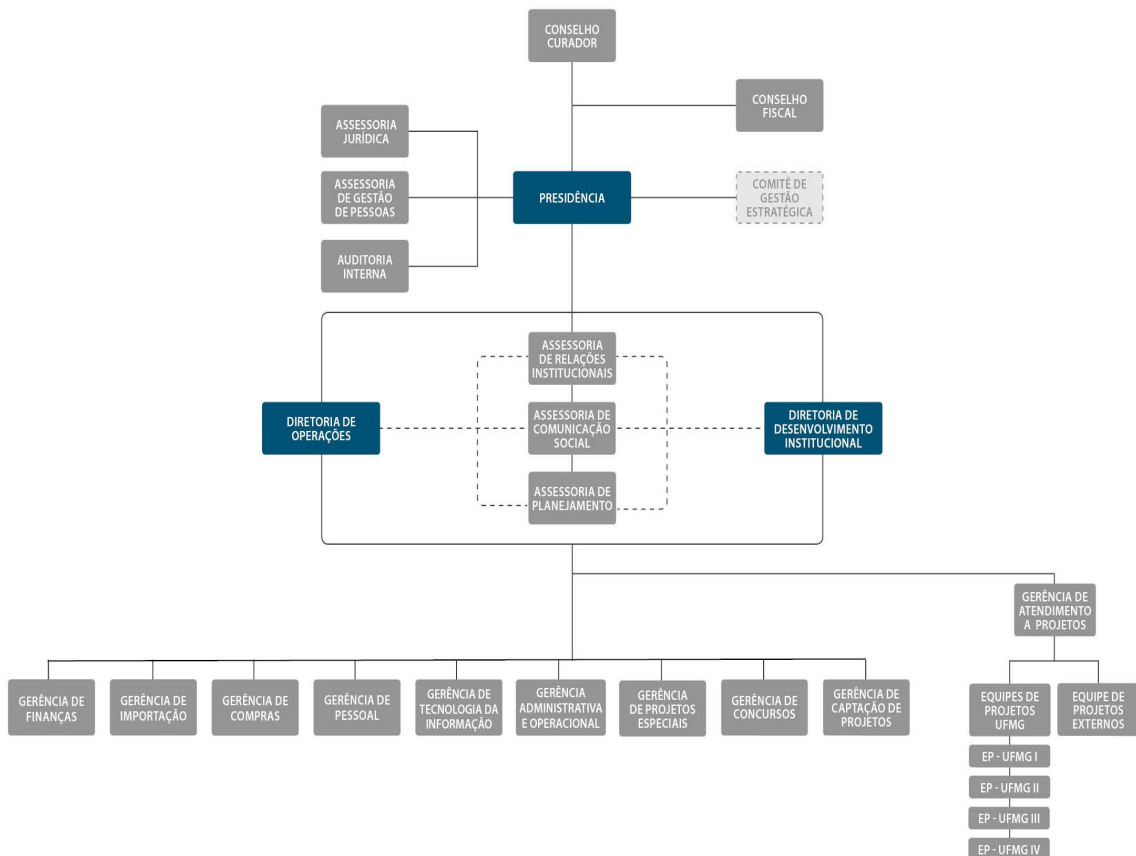 CONSELHO
CURADOR
CONSELHO
FISCAL
ASSESSORIA
JURÍDICA
ASSESSORIA
DE GESTÃO
DE PESSOAS
PRESIDÊNCIA
COMITÊ DE
GESTÃO
ESTRATÉGICA
AUDITORIA
INTERNA
ASSESSORIA
DE RELAÇÕES
INSTITUCIONAIS
DIRETORIA DE
OPERAÇÕES
ASSESSORIA DE
COMUNICAÇÃO
SOCIAL
DIRETORIA DE
DESENVOLVIMENTO
INSTITUCIONAL
ASSESSORIA DE
PLANEJAMENTO
GERÊNCIA DE
ATENDIMENTO
A PROJETOS
GERÊNCIA DE
FINANÇAS
GERÊNCIA DE
IMPORTAÇÃO
GERÊNCIA DE
COMPRAS
GERÊNCIA DE
PESSOAL
GERÊNCIA DE
TECNOLOGIA DA
INFORMAÇÃO
GERÊNCIA
ADMINISTRATIVA
E OPERACIONAL
GERÊNCIA
DE PROJETOS
ESPECIAIS
GERÊNCIA DE
CONCURSOS
GERÊNCIA DE
CAPTAÇÃO DE
PROJETOS
EQUIPES DE
PROJETOS
UFMG
EQUIPE DE
PROJETOS
EXTERNOS
EP - UFMG I
EP - UFMG II
EP - UFMG III
EP - UFMG IV